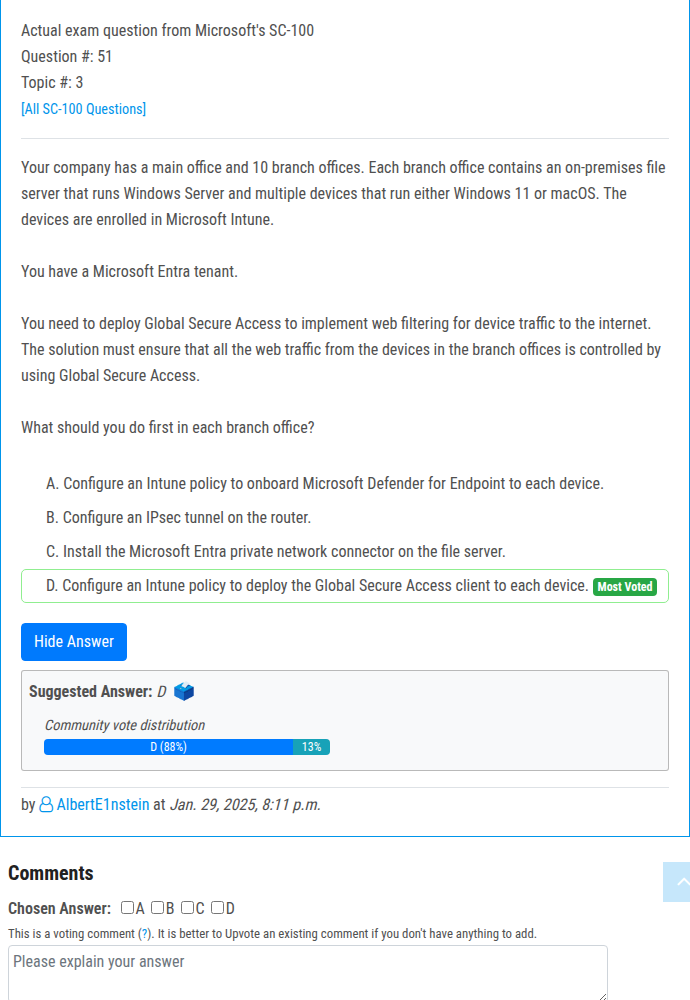 Actual exam question from Microsoft's SC-100
Question #: 51
Topic #: 3
[All SC-100 Questions]
Your company has a main office and 10 branch offices. Each branch office contains an on-premises file
server that runs Windows Server and multiple devices that run either Windows 11 or macOS. The
devices are enrolled in Microsoft Intune.
You have a Microsoft Entra tenant.
You need to deploy Global Secure Access to implement web filtering for device traffic to the internet.
The solution must ensure that all the web traffic from the devices in the branch offices is controlled by
using Global Secure Access.
What should you do first in each branch office?
A. Configure an Intune policy to onboard Microsoft Defender for Endpoint to each device.
B. Configure an IPsec tunnel on the router.
C. Install the Microsoft Entra private network connector on the file server.
D. Configure an Intune policy to deploy the Global Secure Access client to each device. Most Voted
Hide Answer
Suggested Answer: D
Community vote distribution
D (88%) 13%
by AlbertE1nstein at Jan. 29, 2025, 8:11 p.m.
Comments
Chosen Answer: A B C D
This is a voting comment (?). It is better to Upvote an existing comment if you don't have anything to add.
Please explain your answer